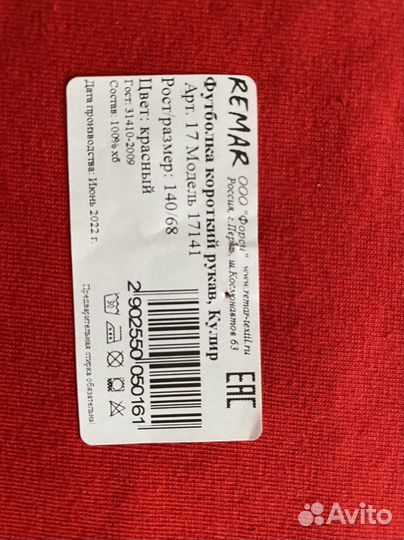 REMAR
ООО "Форси" www.remar-textil.ru
Россия, г.Пермь, ш.Космонавтов 63
Футболка короткий рукав, Кулир
Арт. 17 Модель 17141
Рост/размер: 140/68
Цвет: красный
Гост: 31410-2009
Состав: 100% хб
Дата производства: Июнь 2022 г.
EAC
2 902550 050161
30
Предварительная стирка обязательна!
Avito